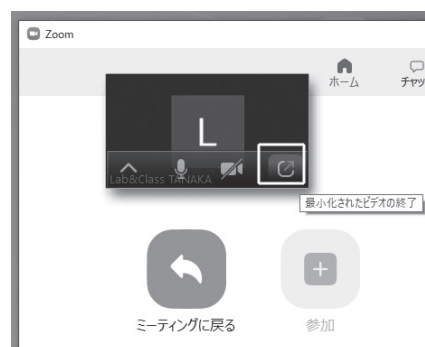 Zoom
ホーム
チャッ
L
Lab&Class TANAKA
最小化されたビデオの終了
ミーティングに戻る
参加